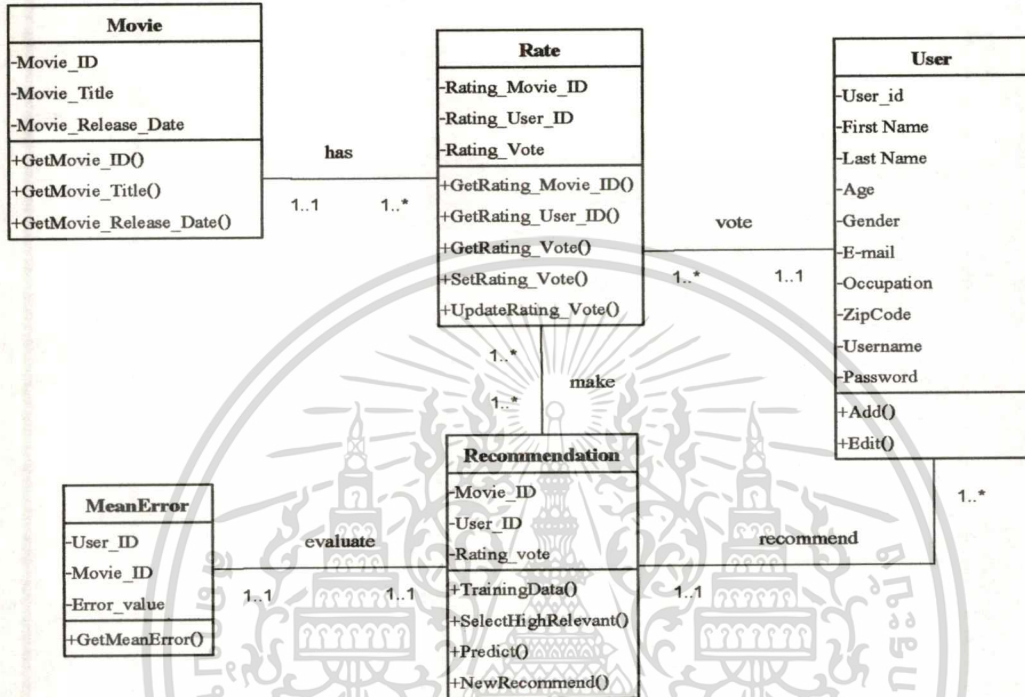 Movie
-Movie_ID
-Movie_Title
-Movie_Release_Date
+GetMovie_ID()
+GetMovie_Title()
+GetMovie_Release_Date()
has
1..1
1..*
Rate
-Rating_Movie_ID
-Rating_User_ID
-Rating_Vote
+GetRating_Movie_ID()
+GetRating_User_ID()
+GetRating_Vote()
+SetRating_Vote()
+UpdateRating_Vote()
vote
1..*
1..1
User
-User_id
-First Name
-Last Name
-Age
-Gender
-E-mail
-Occupation
-ZipCode
-Username
-Password
+Add()
+Edit()
1..*
make
1..*
Recommendation
-Movie_ID
-User_ID
-Rating_vote
+TrainingData()
+SelectHighRelevant()
+Predict()
+NewRecommend()
recommend
1..1
1..*
MeanError
-User_ID
-Movie_ID
-Error_value
+GetMeanError()
evaluate
1..1
1..1